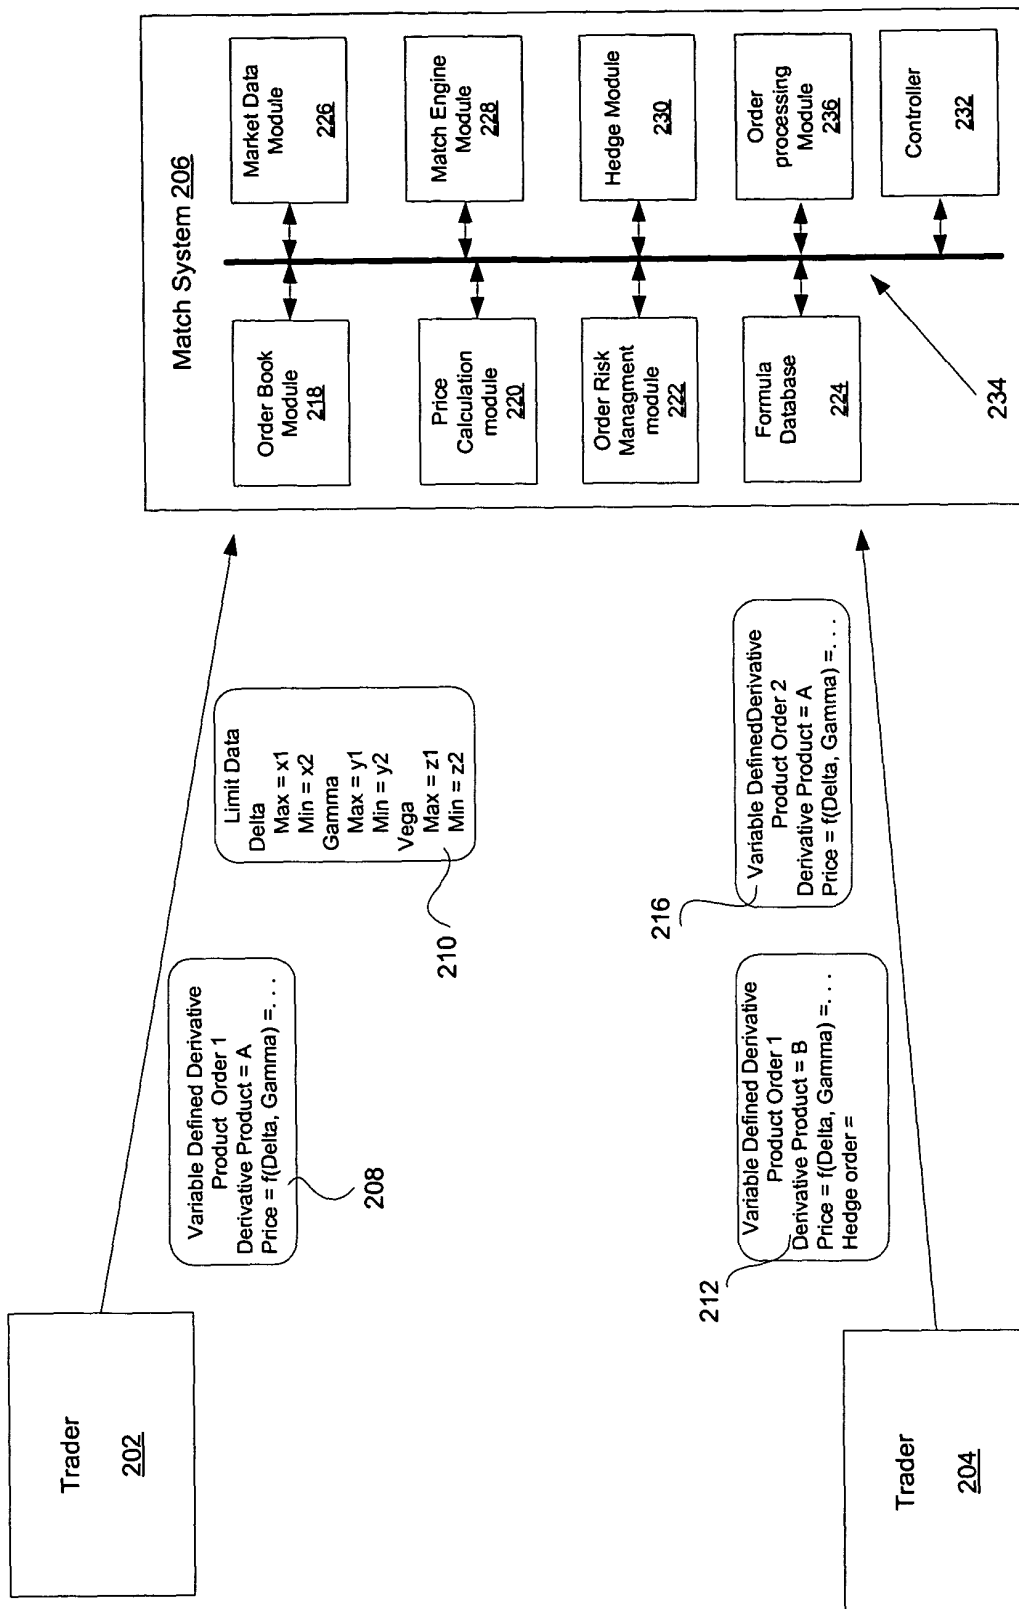 Trader
202
Variable Defined Derivative
Product Order 1
Derivative Product = A
Price = f(Delta, Gamma) =. . .
208
Limit Data
Delta
Max = x1
Min = x2
Gamma
Max = y1
Min = y2
Vega
Max = z1
Min = z2
210
Trader
204
Variable Defined Derivative
Product Order 1
Derivative Product = B
Price = f(Delta, Gamma) =. . .
Hedge order =
212
Variable DefinedDerivative
Product Order 2
Derivative Product = A
Price = f(Delta, Gamma) =. . .
216
Match System 206
Order Book
Module
218
Market Data
Module
226
Price
Calculation
module
220
Match Engine
Module
228
Order Risk
Managment
module
222
Hedge Module
230
Formula
Database
224
Order
processing
Module
236
Controller
232
234